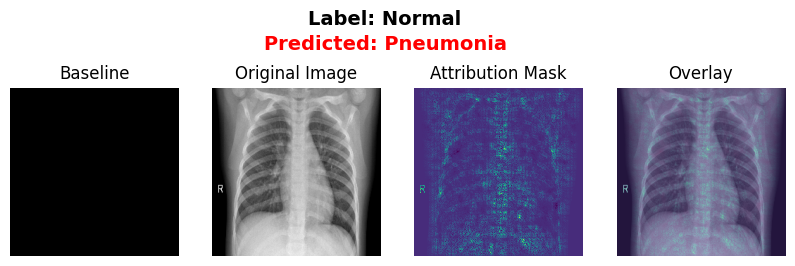 Label: Normal
Predicted: Pneumonia
Baseline
Original Image
Attribution Mask
Overlay
R
R
R